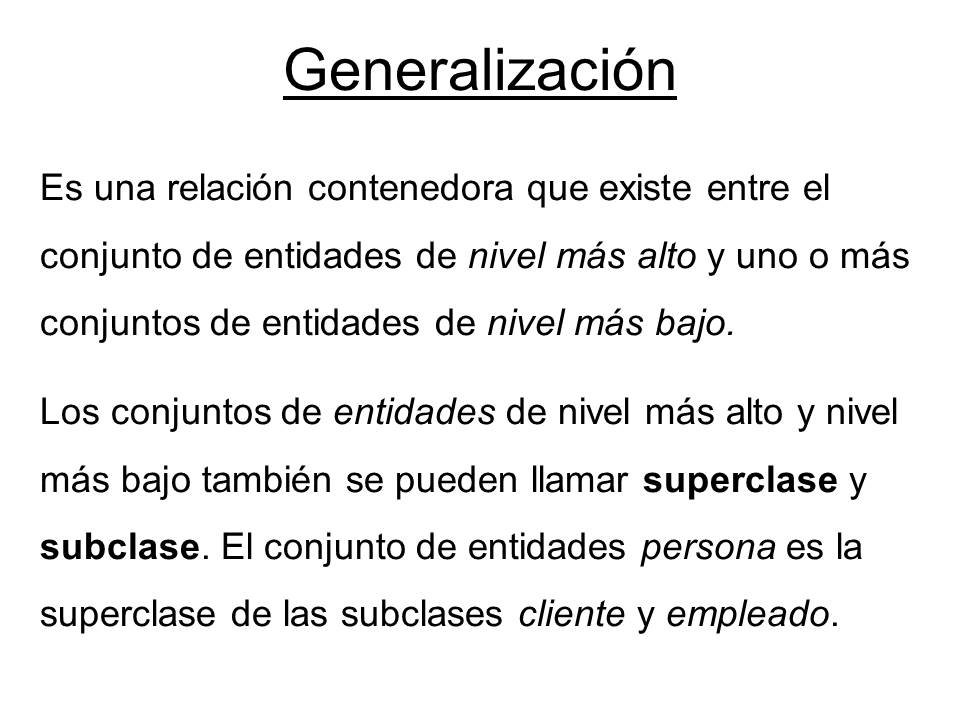 Generalización
Es una relación contenedora que existe entre el
conjunto de entidades de nivel más alto y uno o más
conjuntos de entidades de nivel más bajo.
Los conjuntos de entidades de nivel más alto y nivel
más bajo también se pueden llamar superclase y
subclase. El conjunto de entidades persona es la
superclase de las subclases cliente y empleado.